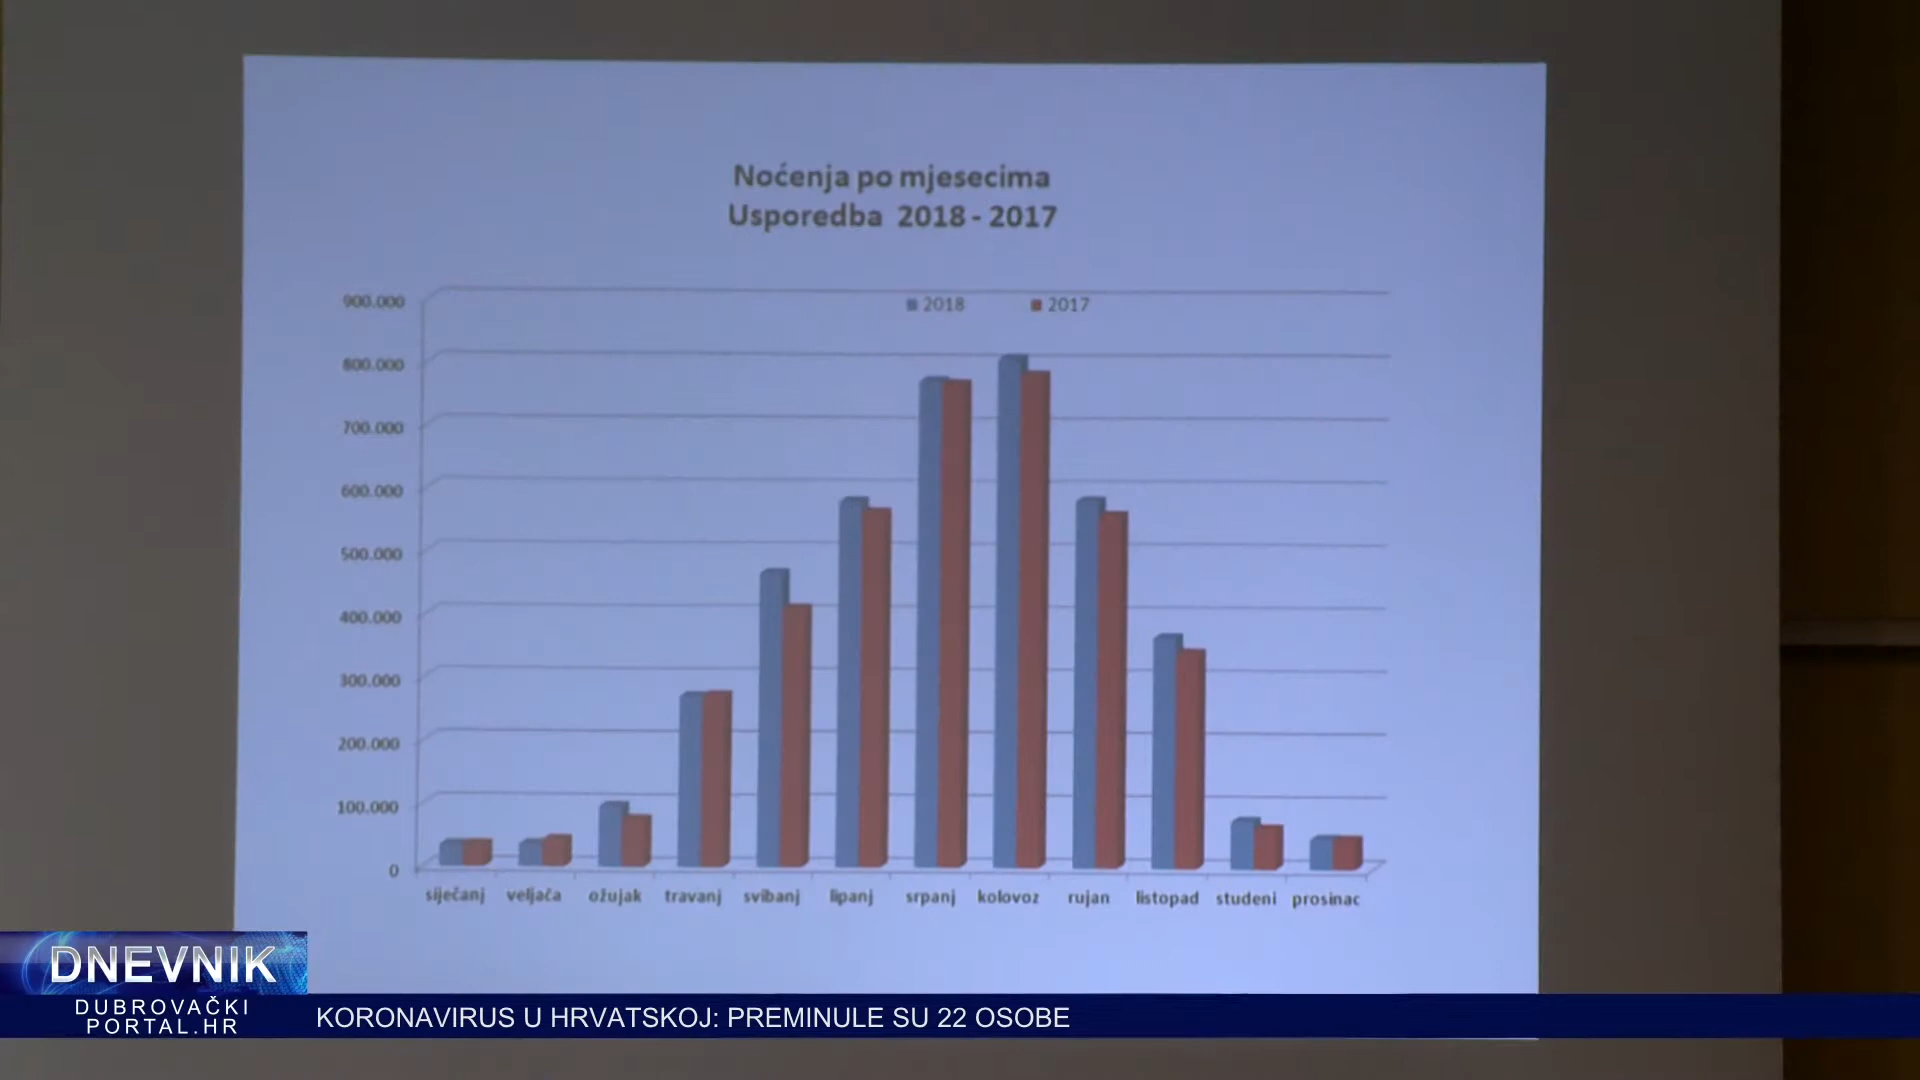 Noćenja po mjesecima
Usporedba 2018 - 2017
2018 2017
900.000
800.000
700.000
600.000
500.000
400.000
300.000
200.000
100.000
0
siječanj veljača ožujak travanj svibanj lipanj srpanj kolovoz rujan listopad studeni prosinac
DNEVNIK
DUBROVAČKI
PORTAL.HR
KORONAVIRUS U HRVATSKOJ: PREMINULE SU 22 OSOBE